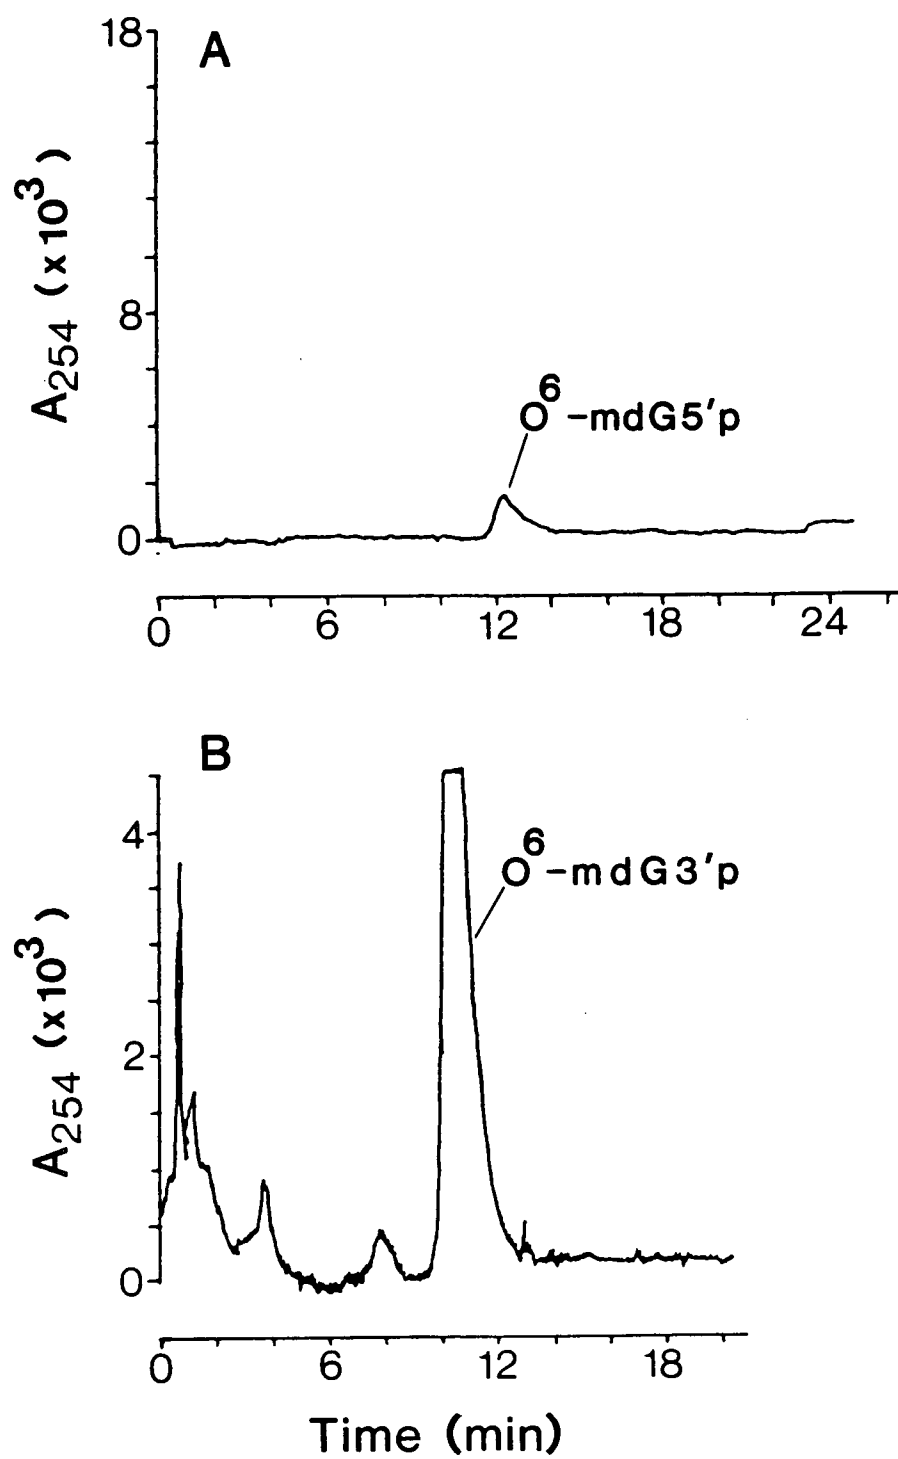 A
18
8
0
A254 (x10³)
O⁶-mdG5'p
0 6 12 18 24
B
4
2
0
A254 (x10³)
O⁶-mdG3'p
0 6 12 18
Time (min)